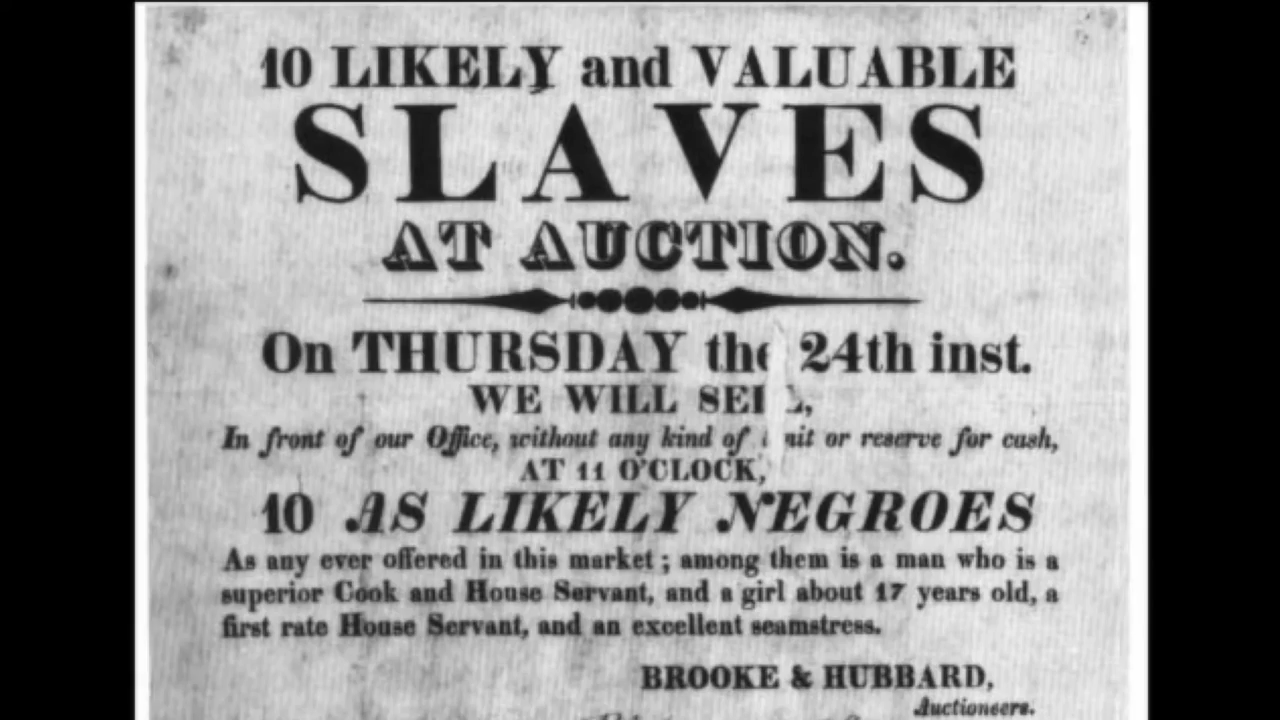 10 LIKELY and VALUABLE
SLAVES
AT AUCTION.
On THURSDAY the 24th inst.
WE WILL SELL,
In front of our Office, without any kind of limit or reserve for cash,
AT 11 O'CLOCK,
10 AS LIKELY NEGROES
As any ever offered in this market; among them is a man who is a
superior Cook and House Servant, and a girl about 17 years old, a
first rate House Servant, and an excellent seamstress.
BROOKE & HUBBARD,
Auctioneers.